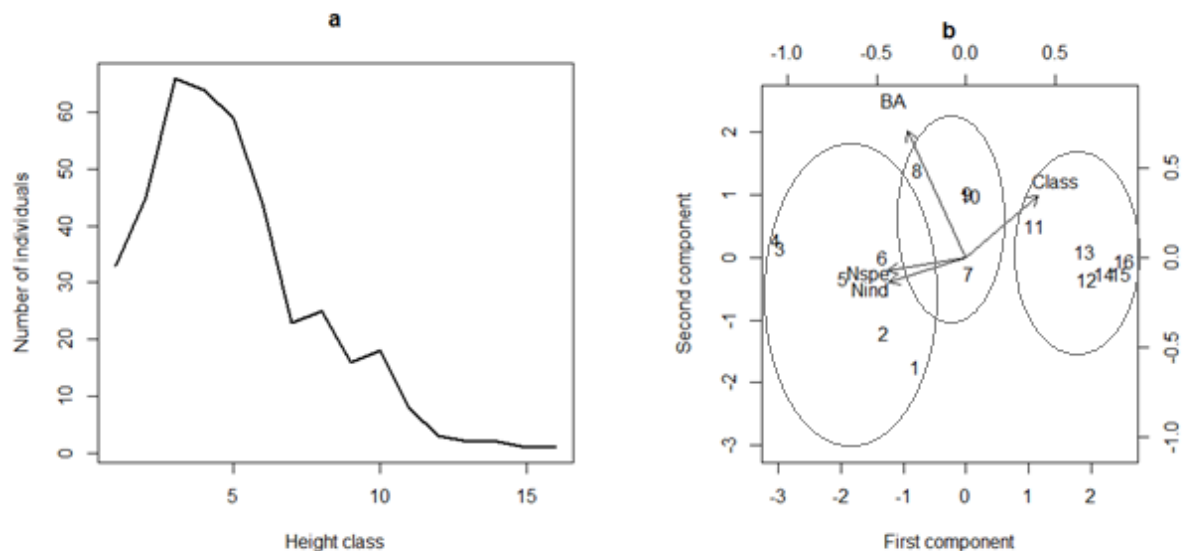 a
60
50
40
30
20
10
0
Number of individuals
5 10 15
Height class
b
-1.0 -0.5 0.0 0.5
BA
2
1
0
-1
-2
-3
Second component
0.5
0.0
-0.5
-1.0
8
9
10
Class
11
4
3
6
5
Nspe
Nind
7
13
16
12
14
15
2
1
-3 -2 -1 0 1 2
First component